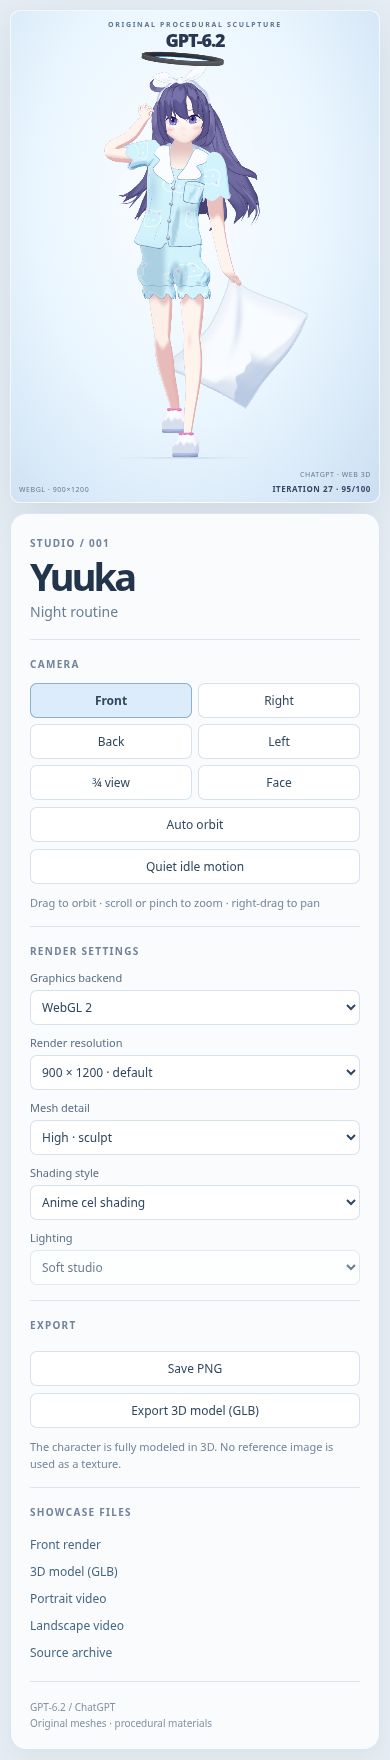 ORIGINAL PROCEDURAL SCULPTURE
GPT-6.2
CHATGPT · WEB 3D
WEBGL · 900×1200
ITERATION 27 · 95/100
STUDIO / 001
Yuuka
Night routine
CAMERA
Front
Right
Back
Left
¾ view
Face
Auto orbit
Quiet idle motion
Drag to orbit · scroll or pinch to zoom · right-drag to pan
RENDER SETTINGS
Graphics backend
WebGL 2
Render resolution
900 × 1200 · default
Mesh detail
High · sculpt
Shading style
Anime cel shading
Lighting
Soft studio
EXPORT
Save PNG
Export 3D model (GLB)
The character is fully modeled in 3D. No reference image is
used as a texture.
SHOWCASE FILES
Front render
3D model (GLB)
Portrait video
Landscape video
Source archive
GPT-6.2 / ChatGPT
Original meshes · procedural materials